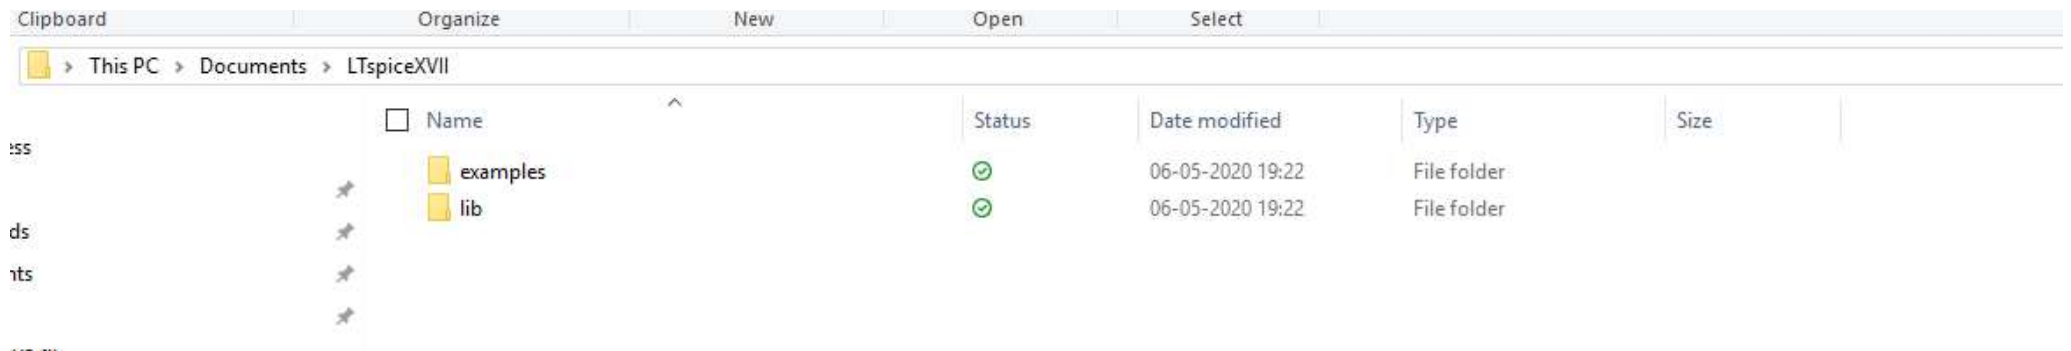 Clipboard Organize New Open Select
This PC > Documents > LTspiceXVII
Name Status Date modified Type Size
examples 06-05-2020 19:22 File folder
lib 06-05-2020 19:22 File folder